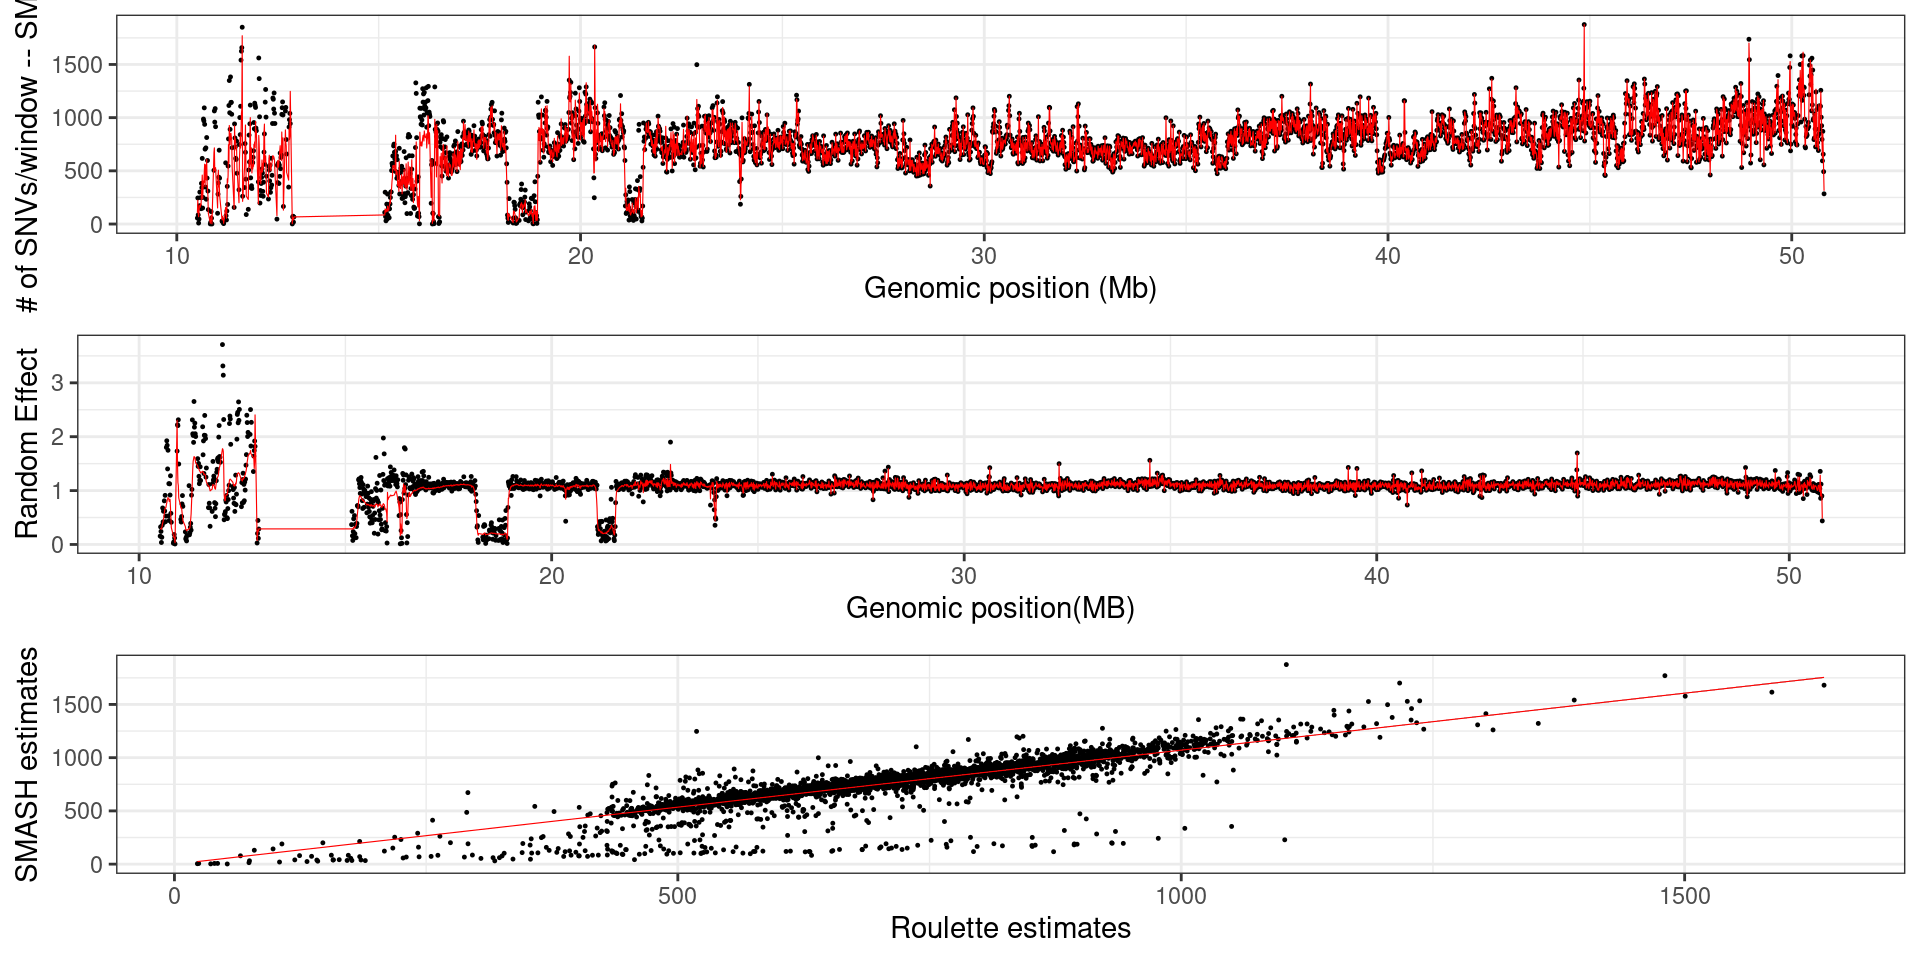 # of SNVs/window -- SM
1500
1000
500
0
10 20 30 40 50
Genomic position (Mb)
Random Effect
3
2
1
0
10 20 30 40 50
Genomic position(MB)
SMASH estimates
1500
1000
500
0
0 500 1000 1500
Roulette estimates